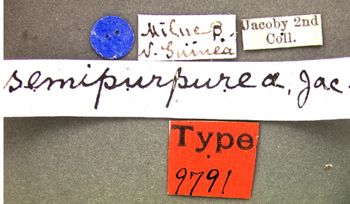 Milne B.
N. Guinea
Jacoby 2nd
Coll.
semipurpurea, Jac.
Type
9791